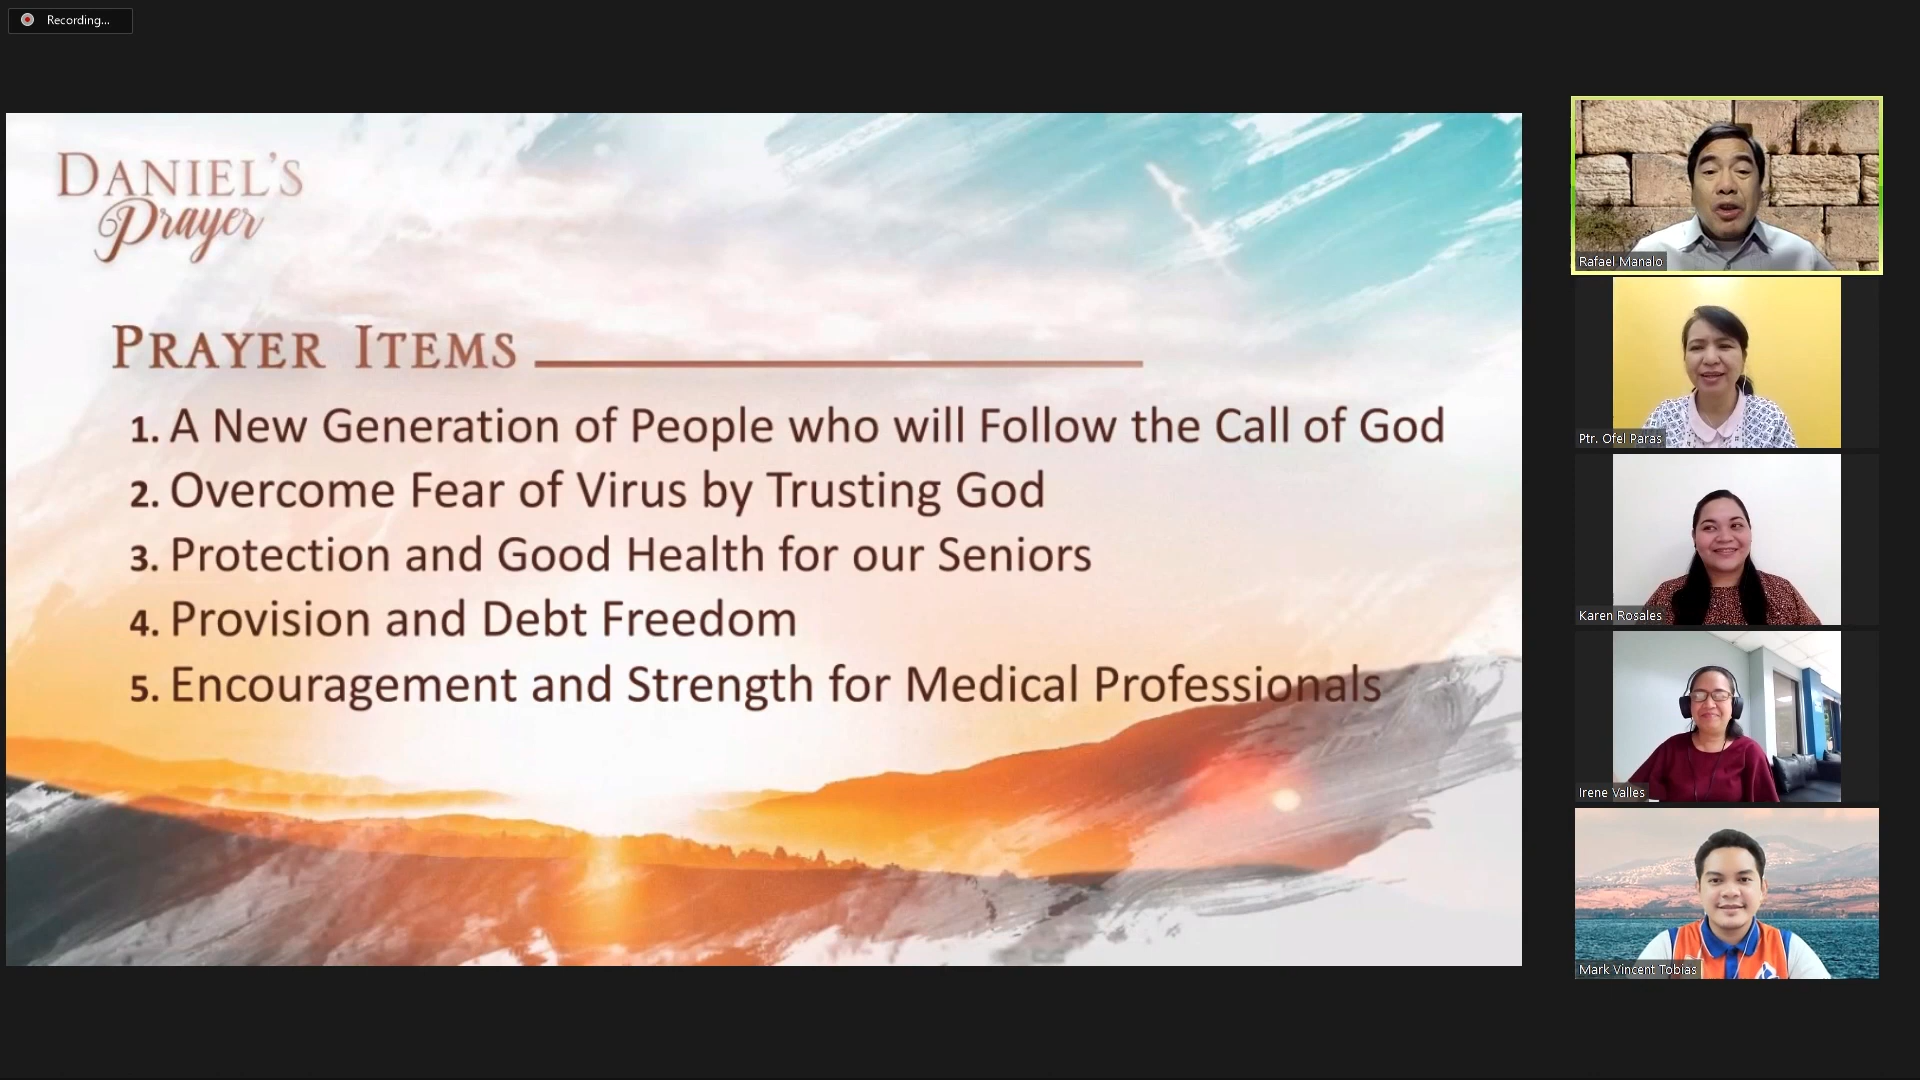 Recording...
DANIEL'S
Prayer
PRAYER ITEMS
1. A New Generation of People who will Follow the Call of God
2. Overcome Fear of Virus by Trusting God
3. Protection and Good Health for our Seniors
4. Provision and Debt Freedom
5. Encouragement and Strength for Medical Professionals
Rafael Manalo
Ptr. Ofel Paras
Karen Rosales
Irene Valles
Mark Vincent Tobias